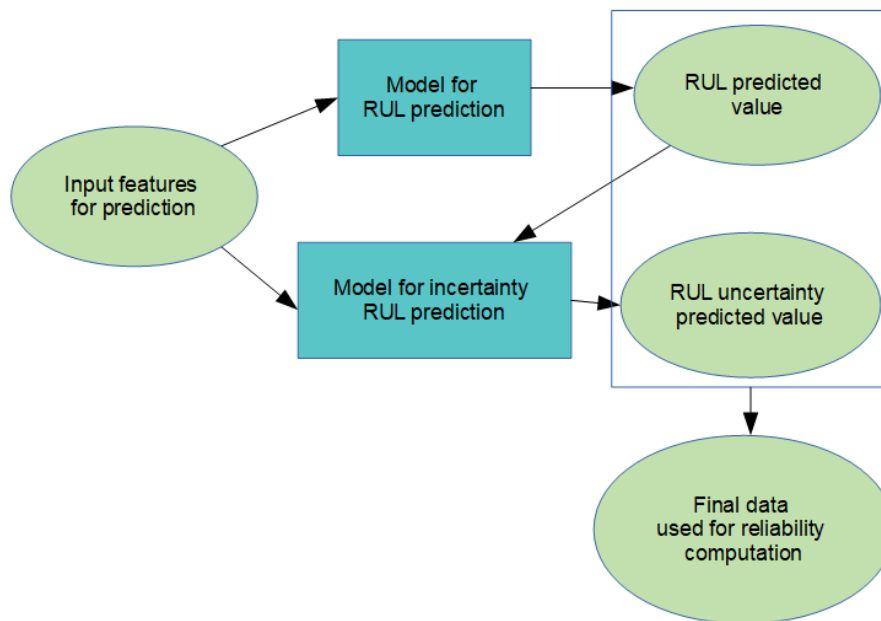 Model for
RUL prediction
RUL predicted
value
Input features
for prediction
Model for incertainty
RUL prediction
RUL uncertainty
predicted value
Final data
used for reliability
computation